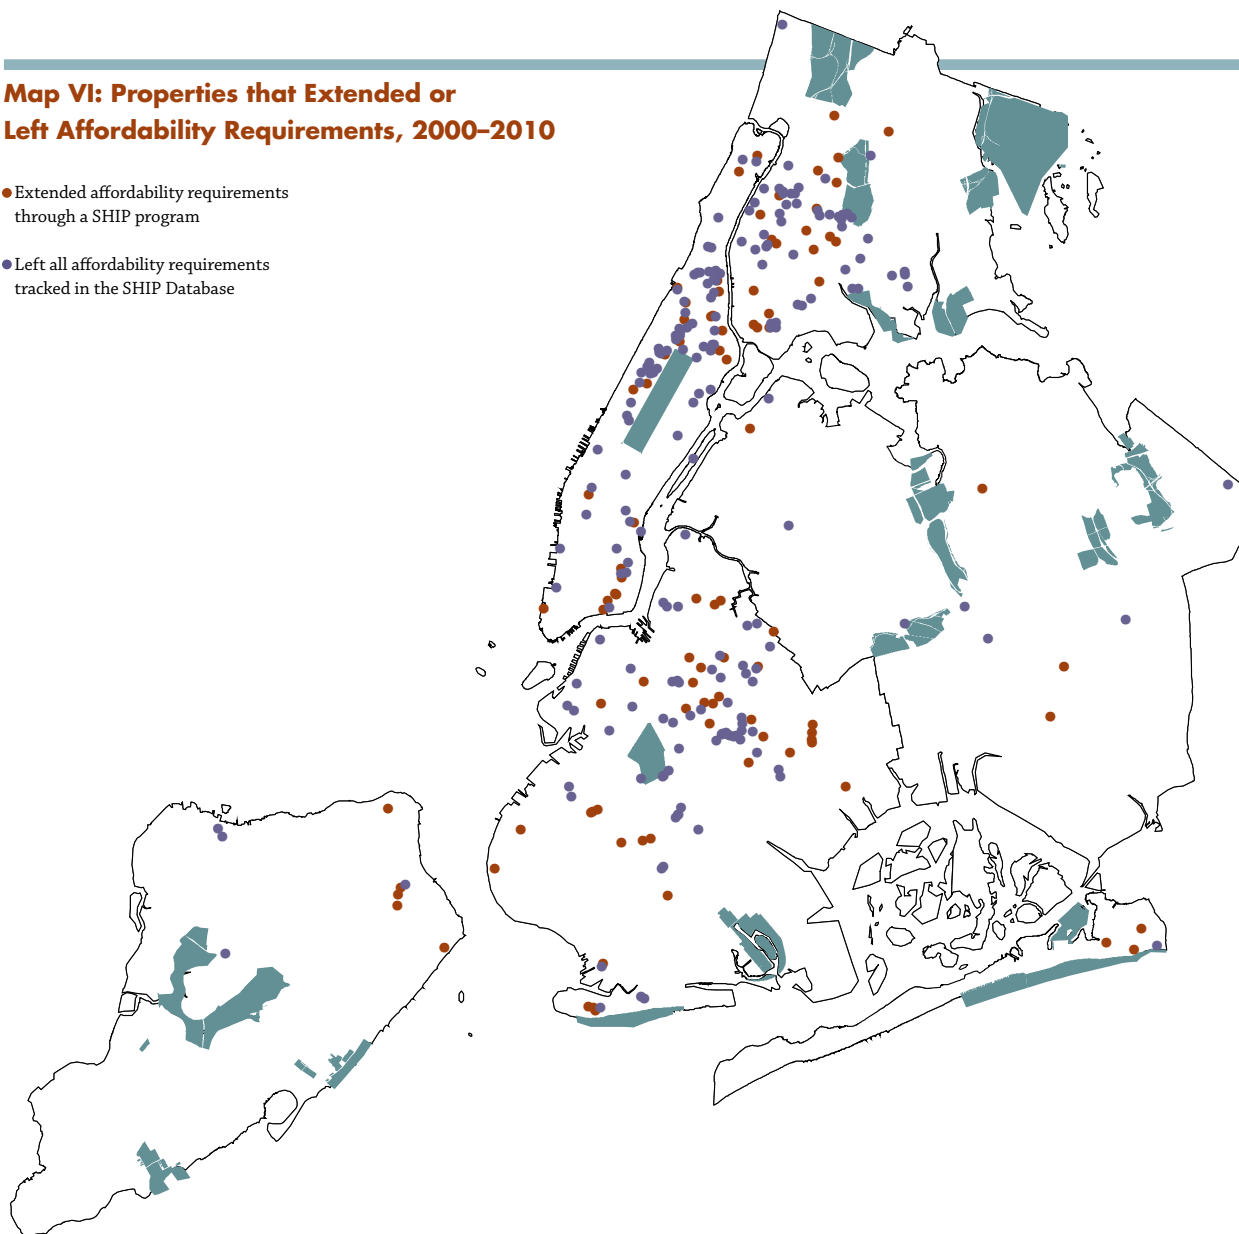 Map VI: Properties that Extended or
Left Affordability Requirements, 2000–2010
Extended affordability requirements
through a SHIP program
Left all affordability requirements
tracked in the SHIP Database